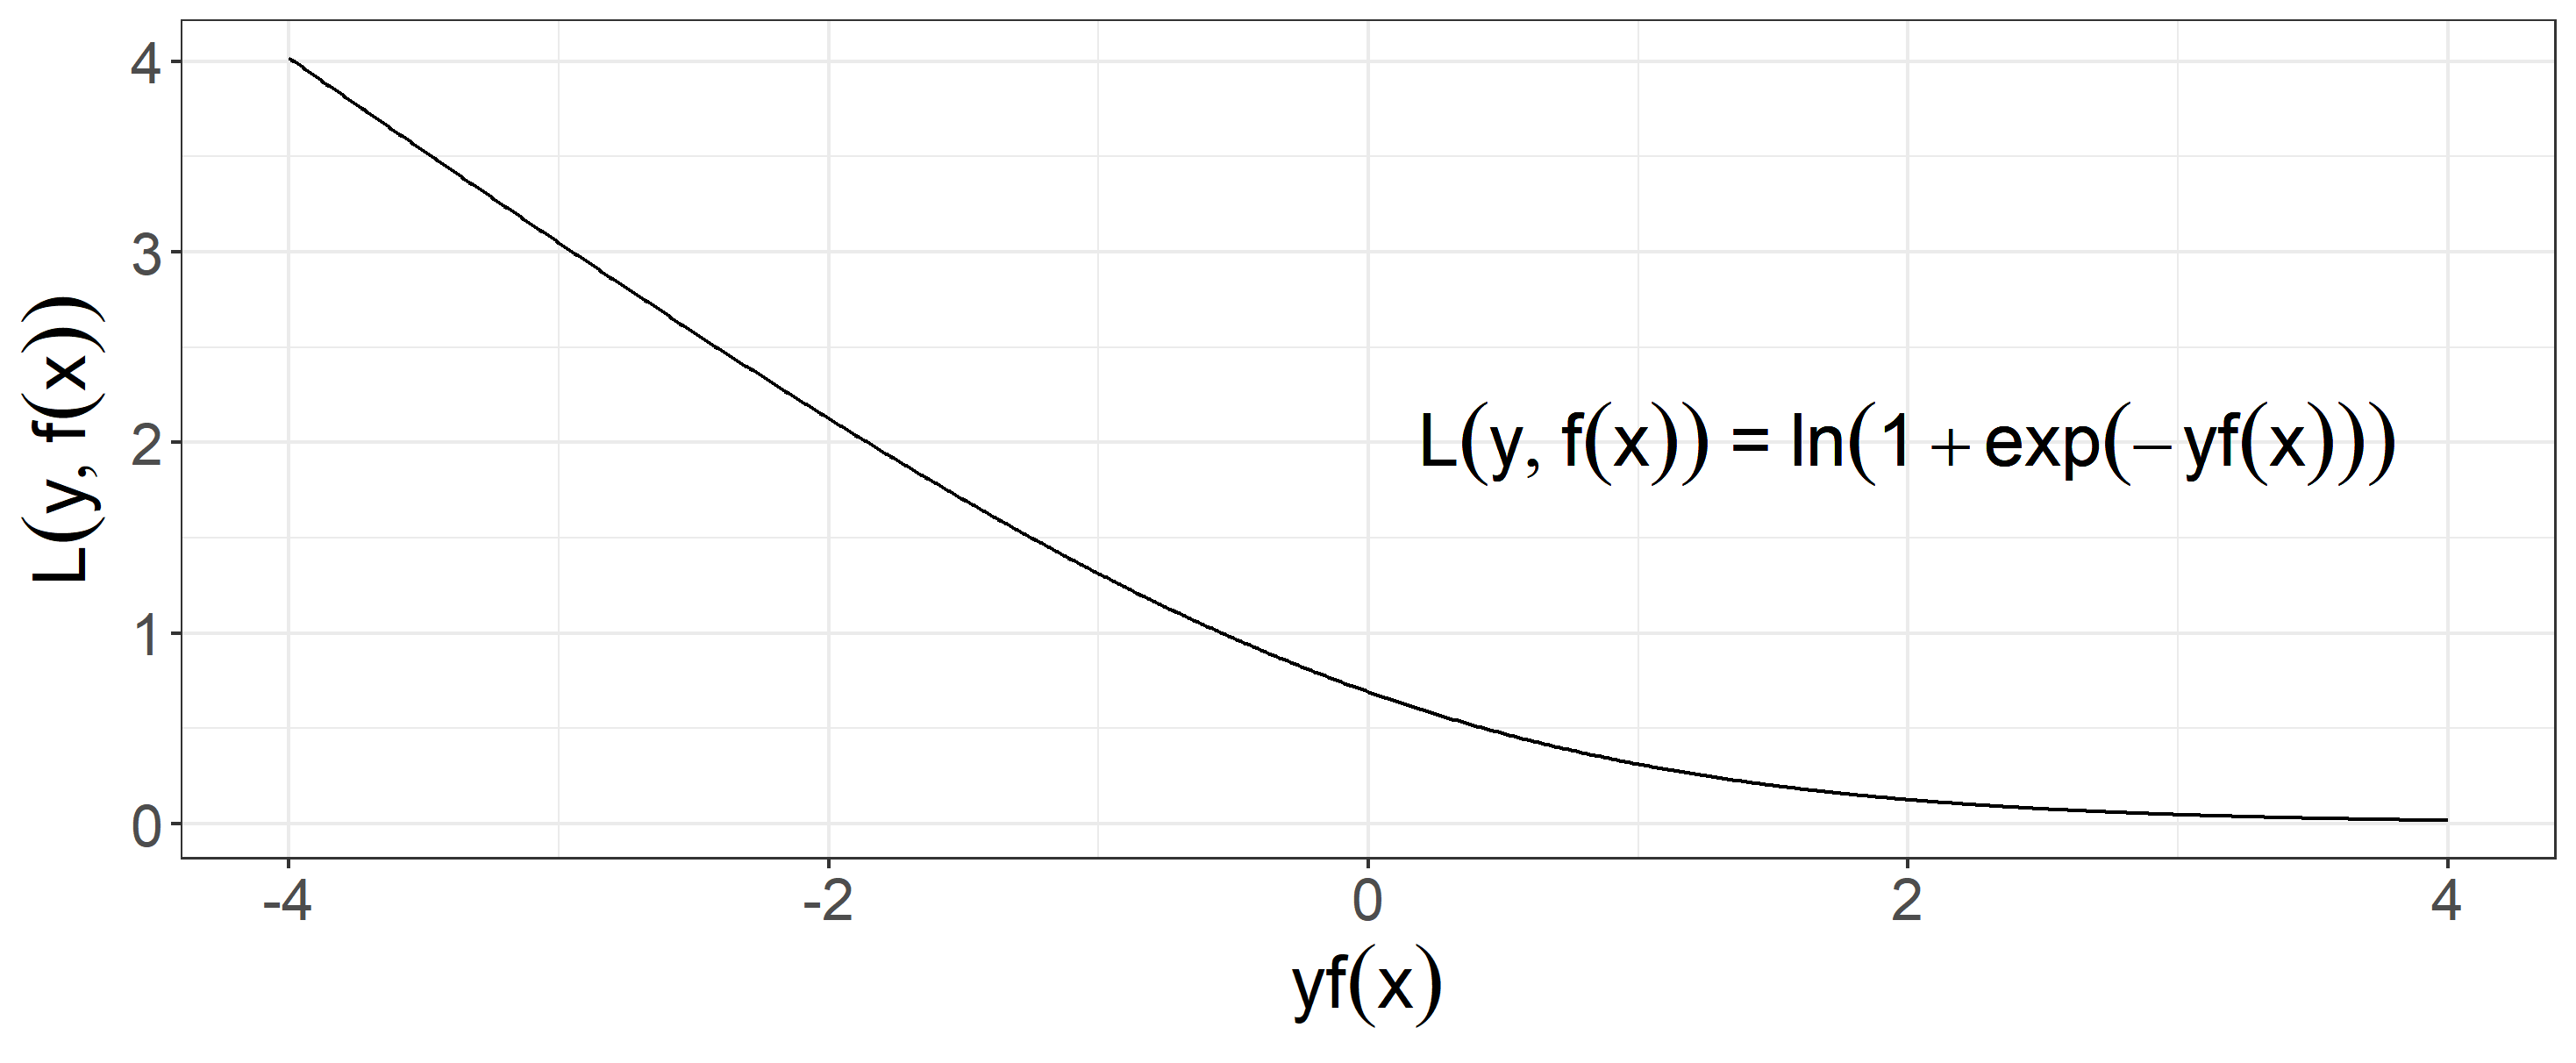 L(y, f(x))
4
3
2
1
0
L(y, f(x)) = ln(1 + exp(−yf(x)))
-4 -2 0 2 4
yf(x)